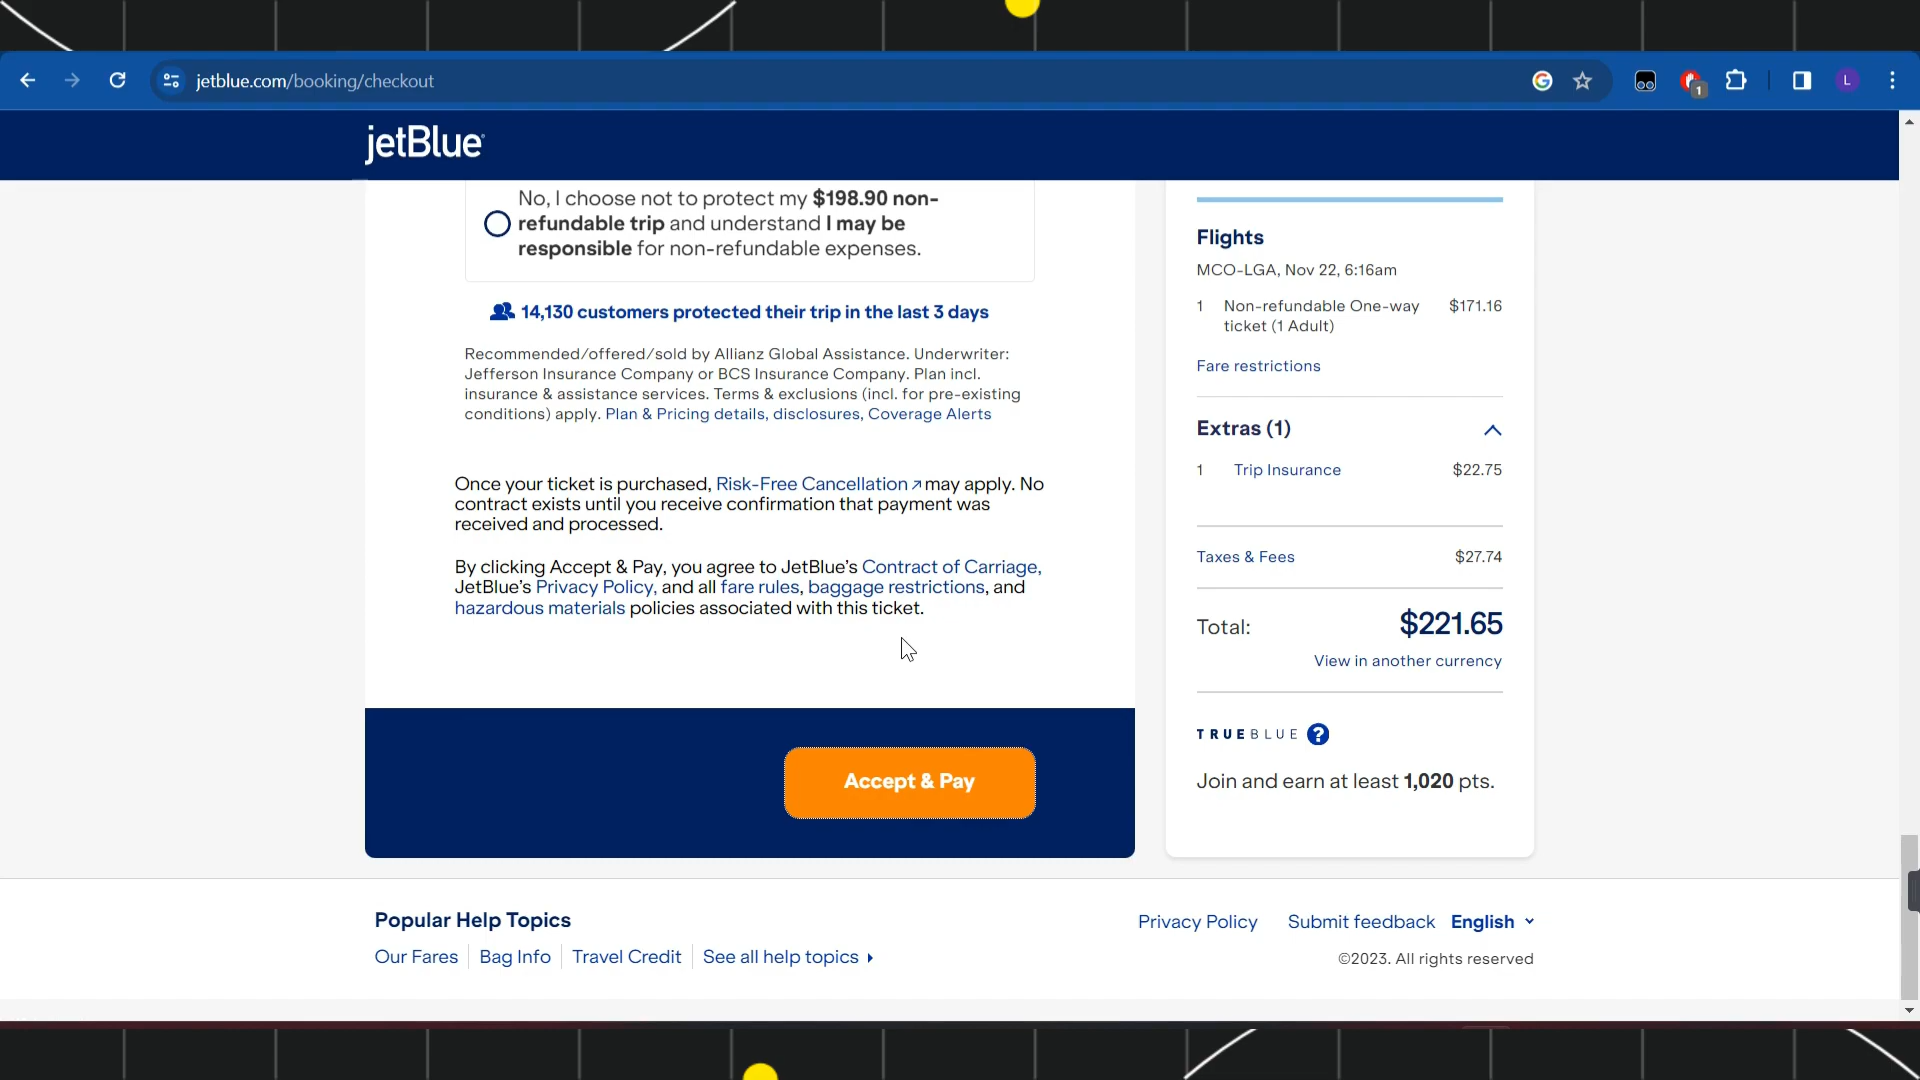 jetblue.com/booking/checkout
1
L
jetBlue
No, I choose not to protect my $198.90 non-
refundable trip and understand I may be
responsible for non-refundable expenses.
14,130 customers protected their trip in the last 3 days
Recommended/offered/sold by Allianz Global Assistance. Underwriter:
Jefferson Insurance Company or BCS Insurance Company. Plan incl.
insurance & assistance services. Terms & exclusions (incl. for pre-existing
conditions) apply. Plan & Pricing details, disclosures, Coverage Alerts
Once your ticket is purchased, Risk-Free Cancellation may apply. No
contract exists until you receive confirmation that payment was
received and processed.
By clicking Accept & Pay, you agree to JetBlue's Contract of Carriage,
JetBlue's Privacy Policy, and all fare rules, baggage restrictions, and
hazardous materials policies associated with this ticket.
Accept & Pay
Flights
MCO-LGA, Nov 22, 6:16am
1 Non-refundable One-way $171.16
ticket (1 Adult)
Fare restrictions
Extras (1)
1 Trip Insurance $22.75
Taxes & Fees $27.74
Total: $221.65
View in another currency
TRUEBLUE ?
Join and earn at least 1,020 pts.
Popular Help Topics
Our Fares Bag Info Travel Credit See all help topics
Privacy Policy Submit feedback English
©2023. All rights reserved